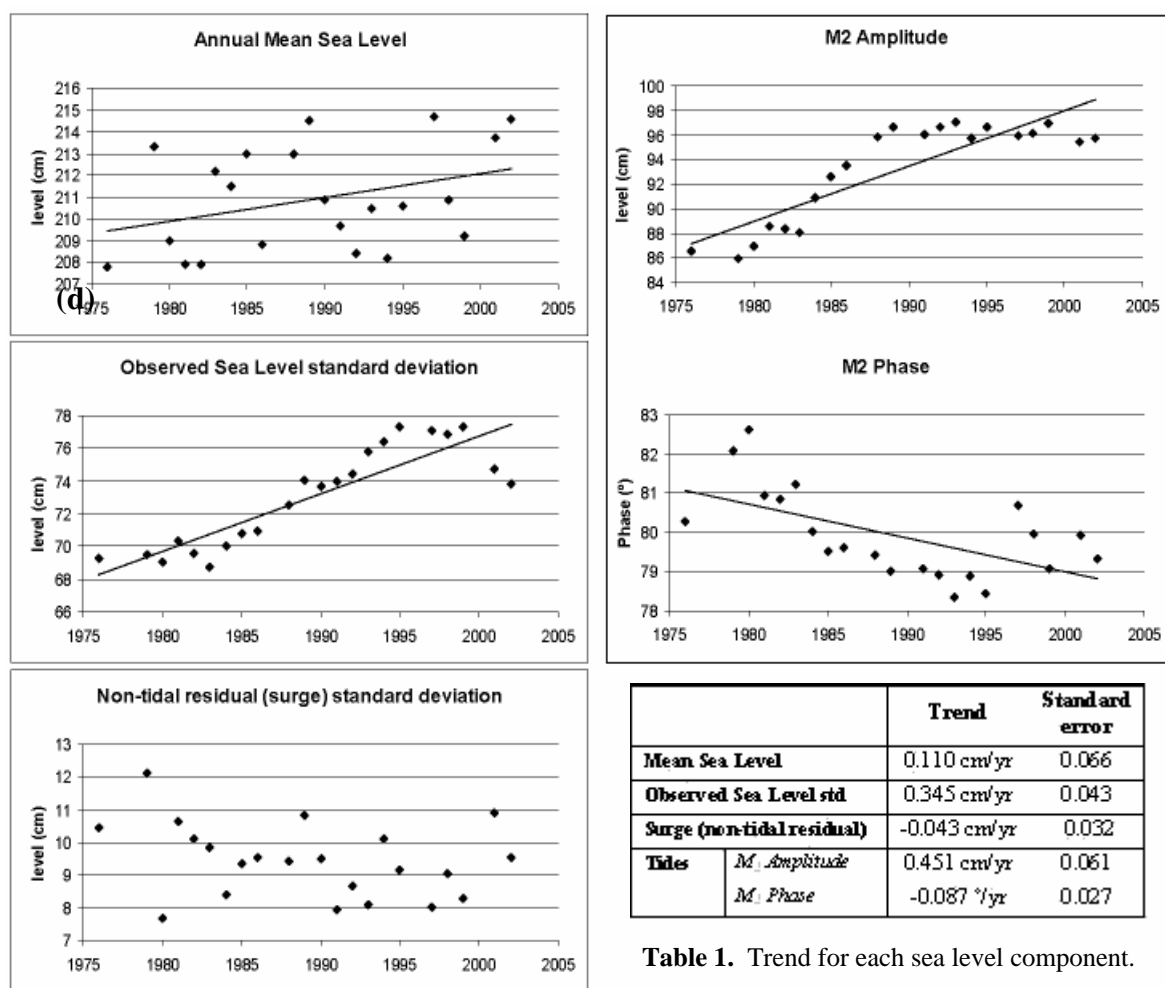 Annual Mean Sea Level
level (cm)
216
215
214
213
212
211
210
209
208
207
(d)
1975 1980 1985 1990 1995 2000 2005
M2 Amplitude
level (cm)
100
98
96
94
92
90
88
86
84
1975 1980 1985 1990 1995 2000 2005
Observed Sea Level standard deviation
level (cm)
78
76
74
72
70
68
66
1975 1980 1985 1990 1995 2000 2005
M2 Phase
Phase (°)
83
82
81
80
79
78
1975 1980 1985 1990 1995 2000 2005
Non-tidal residual (surge) standard deviation
level (cm)
13
12
11
10
9
8
7
1975 1980 1985 1990 1995 2000 2005
Trend Standard error
Mean Sea Level 0.110 cm/yr 0.066
Observed Sea Level std 0.345 cm/yr 0.043
Surge (non-tidal residual) -0.043 cm/yr 0.032
Tides M2 Amplitude 0.451 cm/yr 0.061
M2 Phase -0.087 °/yr 0.027
Table 1. Trend for each sea level component.